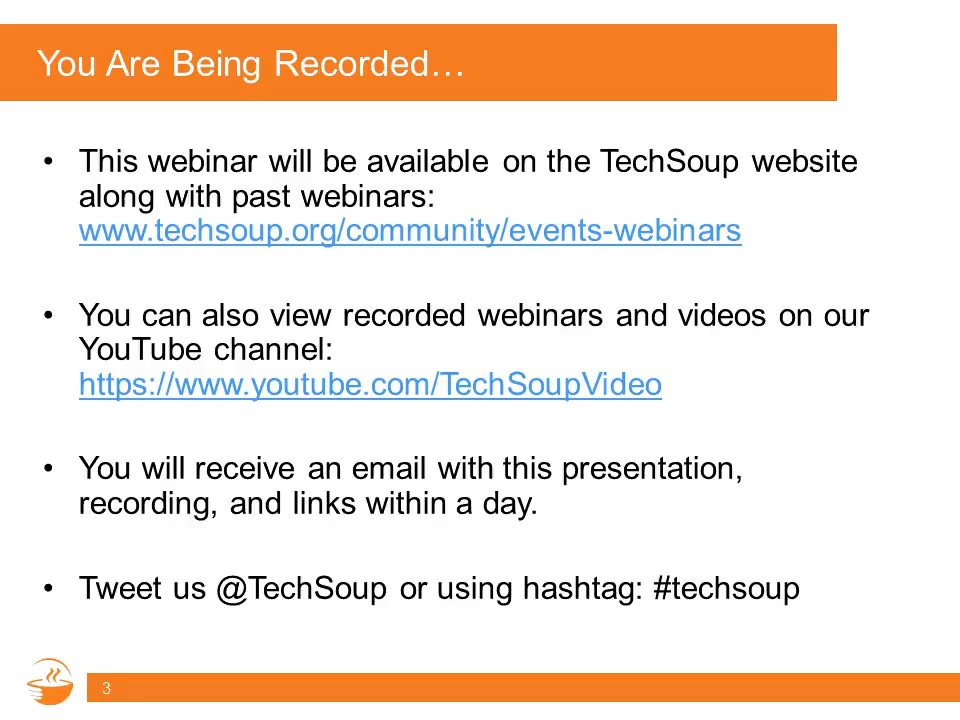 You Are Being Recorded…
• This webinar will be available on the TechSoup website
along with past webinars:
www.techsoup.org/community/events-webinars
• You can also view recorded webinars and videos on our
YouTube channel:
https://www.youtube.com/TechSoupVideo
• You will receive an email with this presentation,
recording, and links within a day.
• Tweet us @TechSoup or using hashtag: #techsoup
3